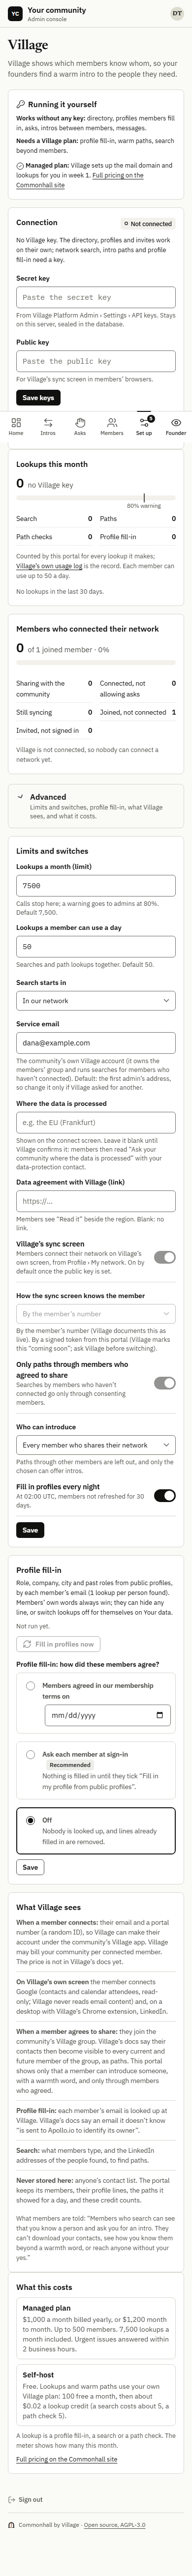 YC
Your community
Admin console
DT
Village
Village shows which members know whom, so your
founders find a warm intro to the people they need.
Running it yourself
Works without any key: directory, profiles members fill
in, asks, intros between members, messages.
Needs a Village plan: profile fill-in, warm paths, search
beyond members.
Managed plan: Village sets up the mail domain and
lookups for you in week 1. Full pricing on the
Commonhall site
Connection
Not connected
No Village key. The directory, profiles and invites work
on their own; network search, into paths and profile
fill-in need a key.
Secret key
Paste the secret key
From Village Platform Admin › Settings › API keys. Stays
on this server, sealed in the database.
Public key
Paste the public key
For Village's sync screen in members' browsers.
Save keys
Home
Intros
Asks
Members
5
Set up
Founder
Lookups this month
0 no Village key
80% warning
Search 0 Paths 0
Path checks 0 Profile fill-in 0
Counted by this portal for every lookup it makes;
Village's own usage log is the record. Each member can
use up to 50 a day.
No lookups in the last 30 days.
Members who connected their network
0 of 1 joined member · 0%
Sharing with the community 0
Connected, not allowing asks 0
Still syncing 0 Joined, not connected 1
Invited, not signed in 0
Village is not connected, so nobody can connect a
network yet.
Advanced
Limits and switches, profile fill-in, what Village
sees, and what it costs.
Limits and switches
Lookups a month (limit)
7500
Calls stop here; a warning goes to admins at 80%.
Default 7,500.
Lookups a member can use a day
50
Searches and path lookups together. Default 50.
Search starts in
In our network
Service email
dana@example.com
The community's own Village account (it owns the
members' group and runs searches for members who
haven't connected). Default: the first admin's address,
so change it only if Village asked for another.
Where the data is processed
e.g. the EU (Frankfurt)
Shown on the connect screen. Leave it blank until
Village confirms it: members then read "Ask your
community where the data is processed" with your
data-protection contact.
Data agreement with Village (link)
https://...
Members see "Read it" beside the region. Blank: no
link.
Village's sync screen
Members connect their network on Village's
own screen, from Profile › My network. On by
default once the public key is set.
How the sync screen knows the member
By the member's number
By the member's number (Village documents this as
live). By a signed token from this portal (Village marks
this "coming soon"; ask Village before switching).
Only paths through members who
agreed to share
Searches by members who haven't
connected go only through consenting
members.
Who can introduce
Every member who shares their network
Paths through other members are left out, and only the
chosen can offer intros.
Fill in profiles every night
At 02:00 UTC, members not refreshed for 30
days.
Save
Profile fill-in
Role, company, city and past roles from public profiles,
by each member's email (1 lookup per person found).
Members' own words always win; they can hide any
line, or switch lookups off for themselves on Your data.
Not run yet.
Fill in profiles now
Profile fill-in: how did these members agree?
Members agreed in our membership
terms on
mm/dd/yyyy
Ask each member at sign-in
Recommended
Nothing is filled in until they tick "Fill in
my profile from public profiles".
Off
Nobody is looked up, and lines already
filled in are removed.
Save
What Village sees
When a member connects: their email and a portal
number (a random ID), so Village can make their
account under the community's Village app. Village
may bill your community per connected member.
The price is not in Village's docs yet.
On Village's own screen the member connects
Google (contacts and calendar attendees, read-
only; Village never reads email content) and, on a
desktop with Village's Chrome extension, LinkedIn.
When a member agrees to share: they join the
community's Village group. Village's docs say their
contacts then become visible to every current and
future member of the group, as paths. This portal
shows only that a member can introduce someone,
with a warmth word, and only through members
who agreed.
Profile fill-in: each member's email is looked up at
Village. Village's docs say an email it doesn't know
"is sent to Apollo.io to identify its owner".
Search: what members type, and the LinkedIn
addresses of the people found, to find paths.
Never stored here: anyone's contact list. The portal
keeps its members, their profile lines, the paths it
showed for a day, and these credit counts.
What members are told: "Members who search can see
that you know a person and ask you for an intro. They
can't download your contacts, see how you know them
beyond a warmth word, or reach anyone without your
yes."
What this costs
Managed plan
$1,000 a month billed yearly, or $1,200 month
to month. Up to 500 members. 7,500 lookups a
month included. Urgent issues answered within
2 business hours.
Self-host
Free. Lookups and warm paths use your own
Village plan; 100 free a month, then about
$0.02 a lookup credit (a search costs about 5, a
path check 5).
A lookup is a profile fill-in, a search or a path check. The
meter shows how many this month.
Full pricing on the Commonhall site
Sign out
Commonhall by Village · Open source, AGPL-3.0